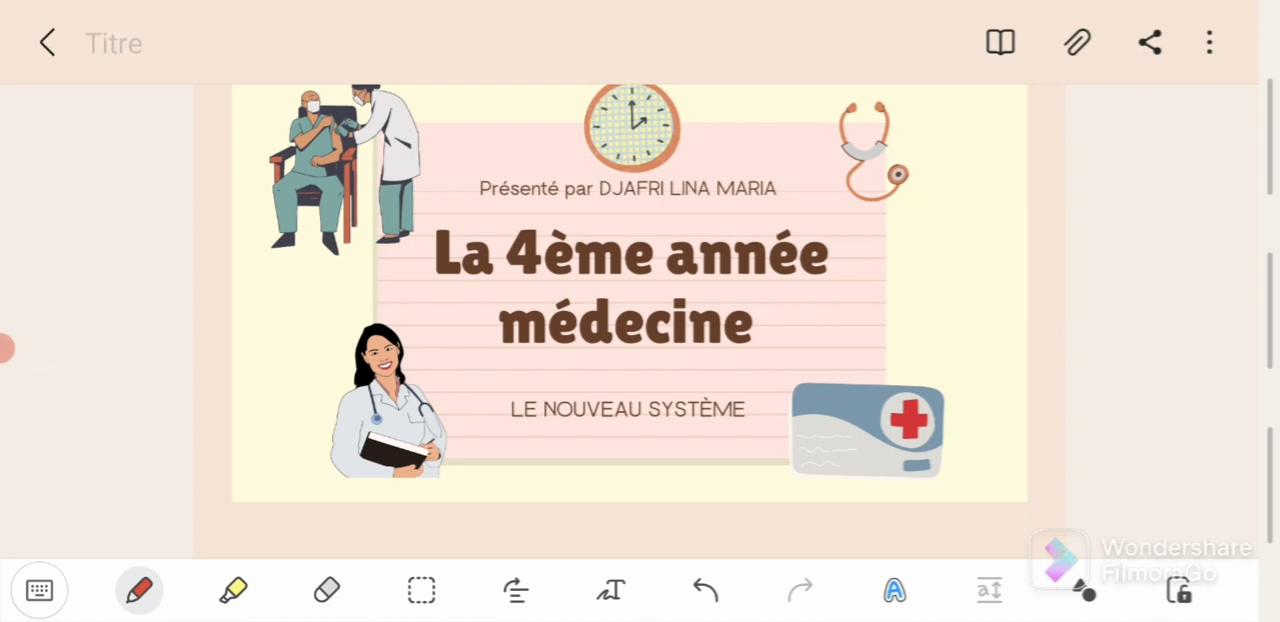 Titre
Présenté par DJAFRI LINA MARIA
La 4ème année
médecine
LE NOUVEAU SYSTÈME
Wondershare
FilmoraGo